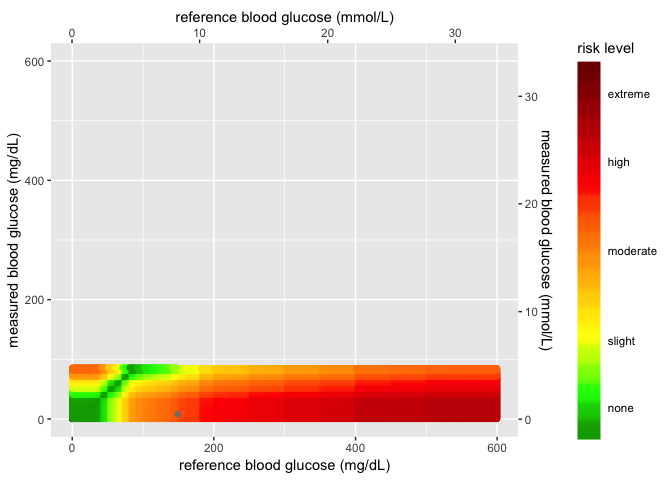 reference blood glucose (mmol/L)
0 10 20 30
risk level
600
400
200
0
measured blood glucose (mg/dL)
30
20
10
0
measured blood glucose (mmol/L)
extreme
high
moderate
slight
none
0 200 400 600
reference blood glucose (mg/dL)